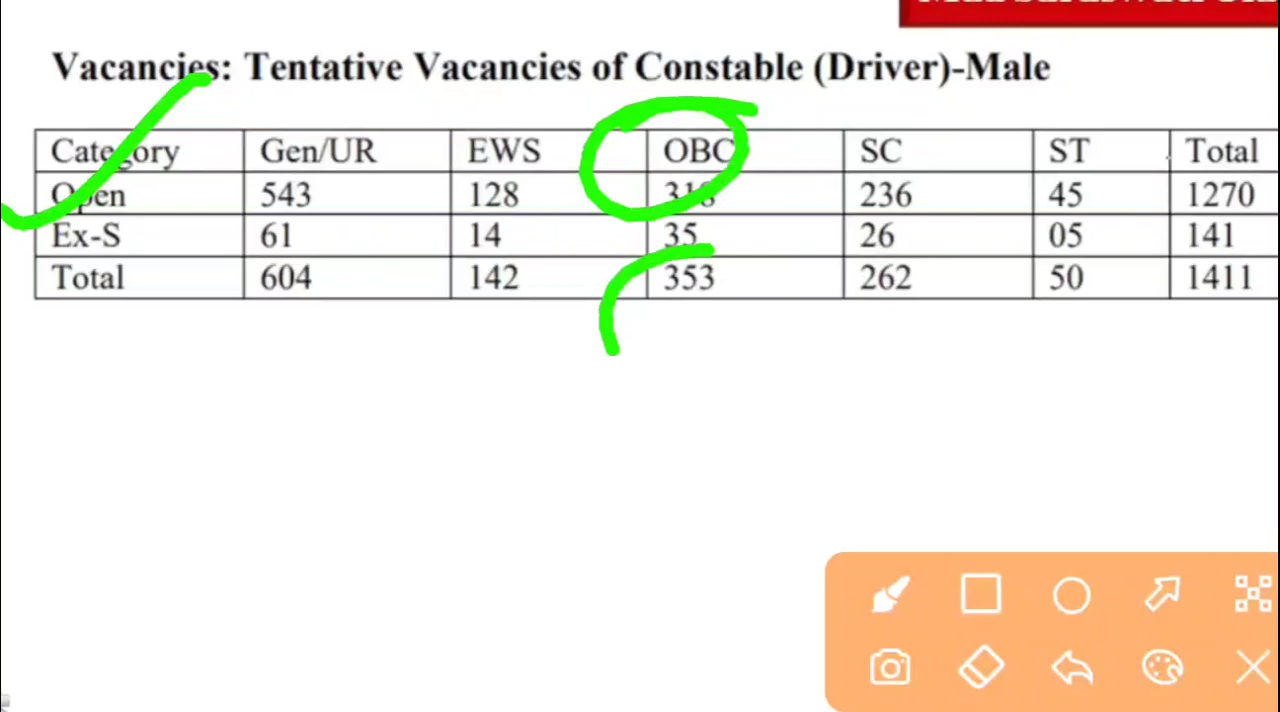 Vacancies: Tentative Vacancies of Constable (Driver)-Male
Category Gen/UR EWS OBC SC ST Total
Open 543 128 318 236 45 1270
Ex-S 61 14 35 26 05 141
Total 604 142 353 262 50 1411